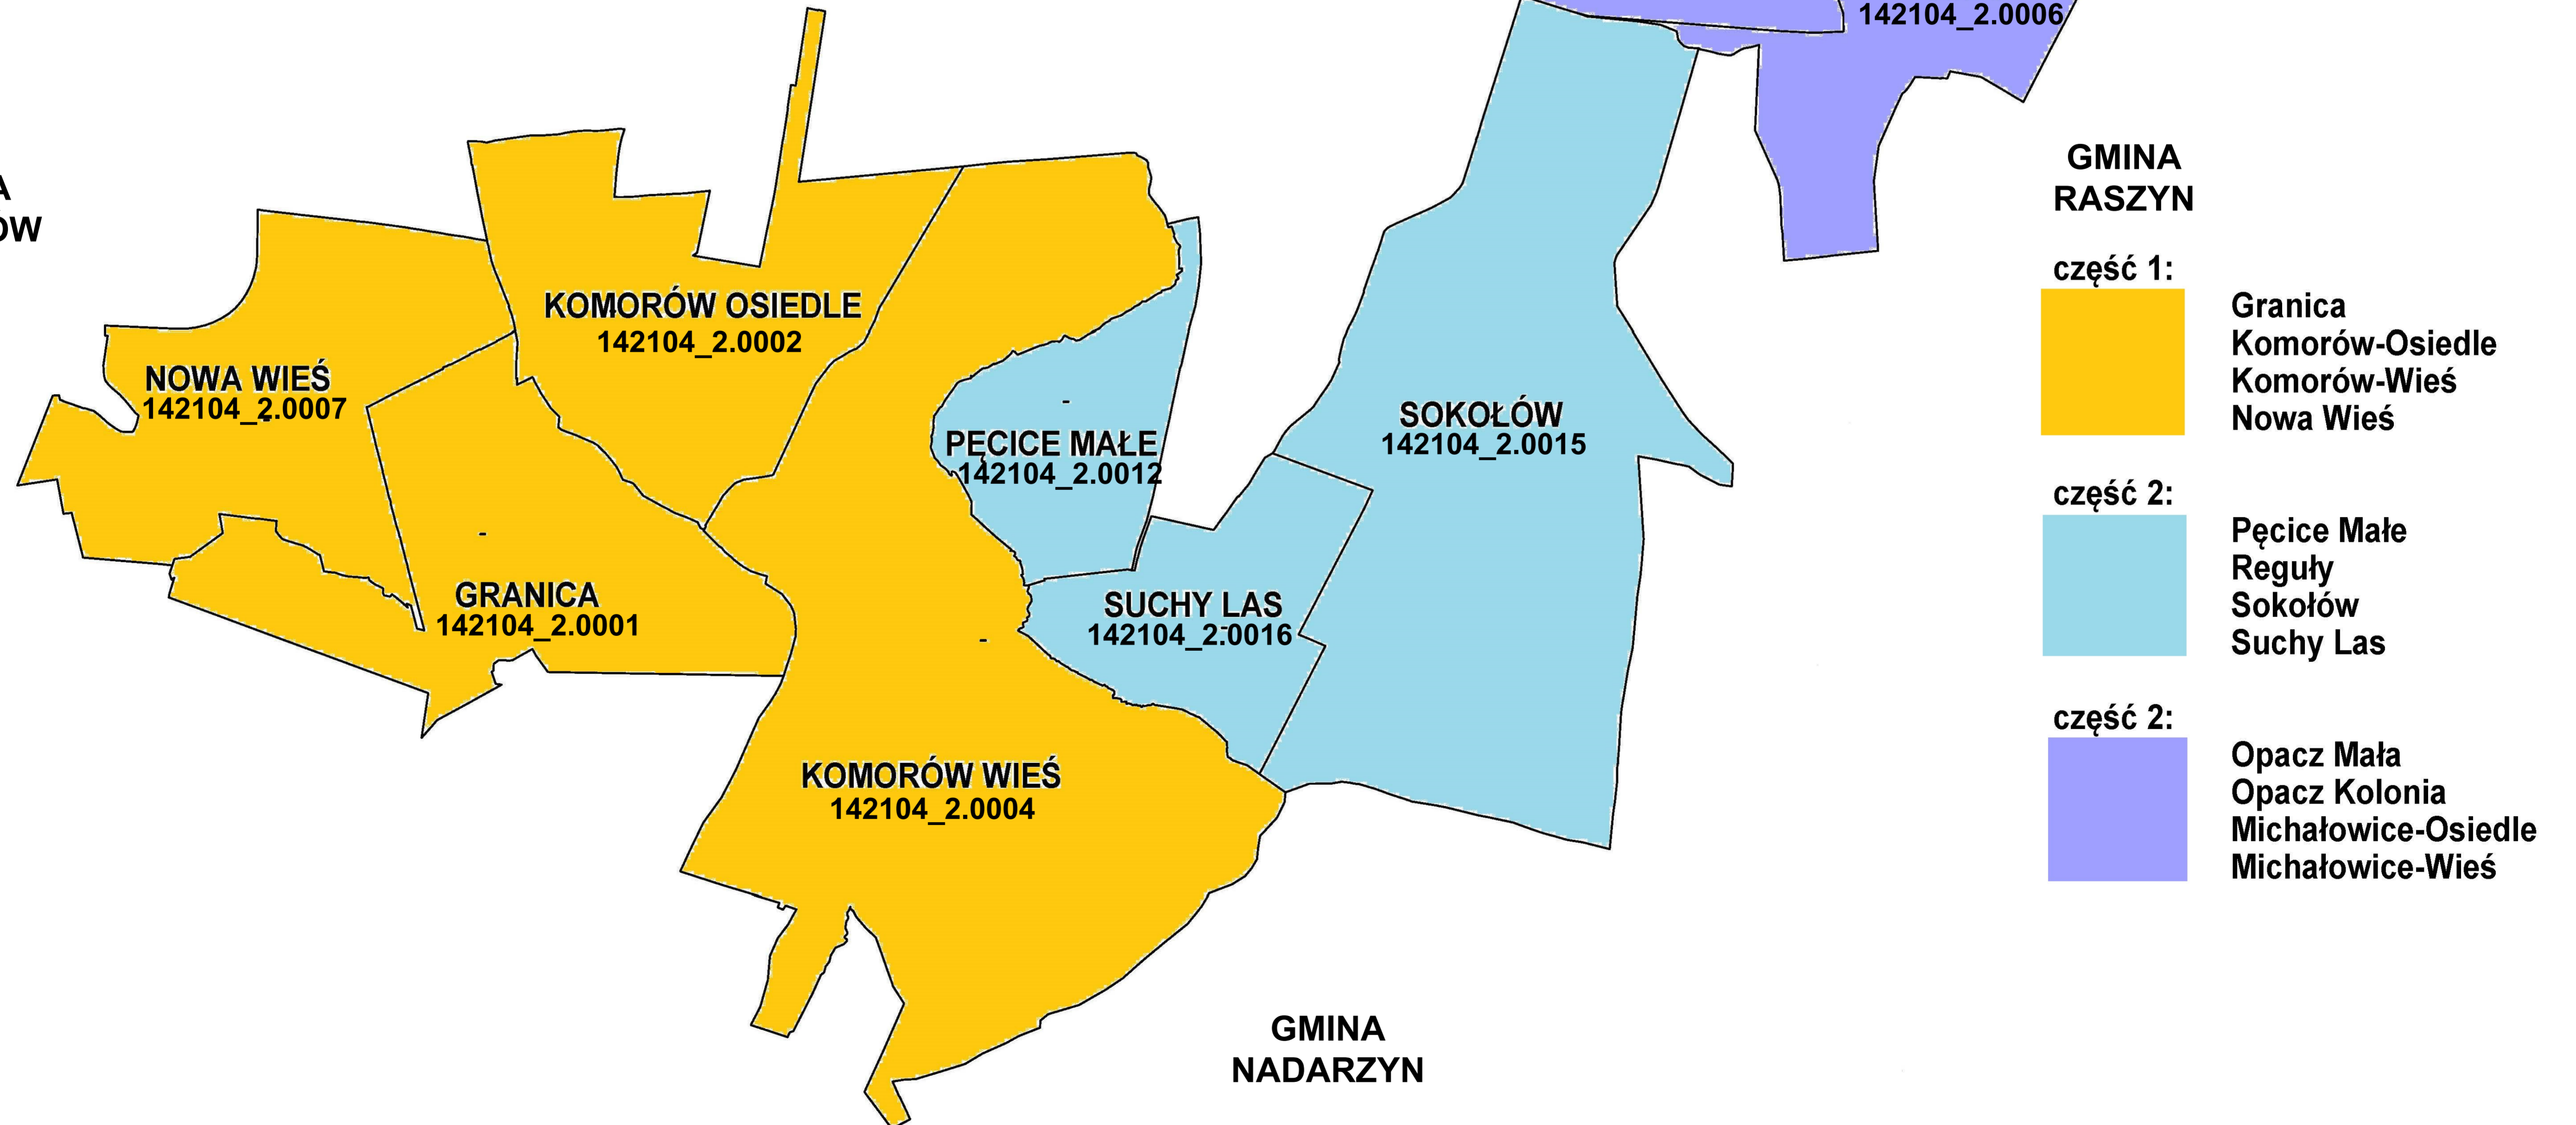 142104_2.0006
GMINA
RASZYN
KOMORÓW OSIEDLE
142104_2.0002
NOWA WIEŚ
142104_2.0007
PĘCICE MAŁE
142104_2.0012
SOKOŁÓW
142104_2.0015
GRANICA
142104_2.0001
SUCHY LAS
142104_2.0016
KOMORÓW WIEŚ
142104_2.0004
GMINA
NADARZYN
część 1:
Granica
Komorów-Osiedle
Komorów-Wieś
Nowa Wieś
część 2:
Pęcice Małe
Reguły
Sokołów
Suchy Las
część 2:
Opacz Mała
Opacz Kolonia
Michałowice-Osiedle
Michałowice-Wieś